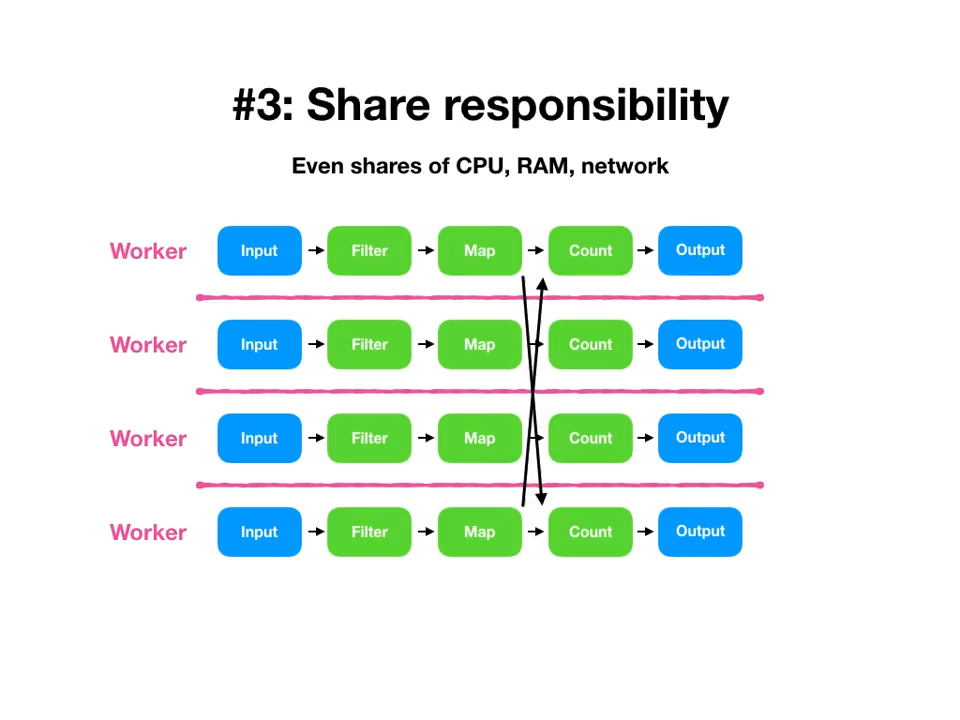 #3: Share responsibility
Even shares of CPU, RAM, network
Worker Input Filter Map Count Output
Worker Input Filter Map Count Output
Worker Input Filter Map Count Output
Worker Input Filter Map Count Output